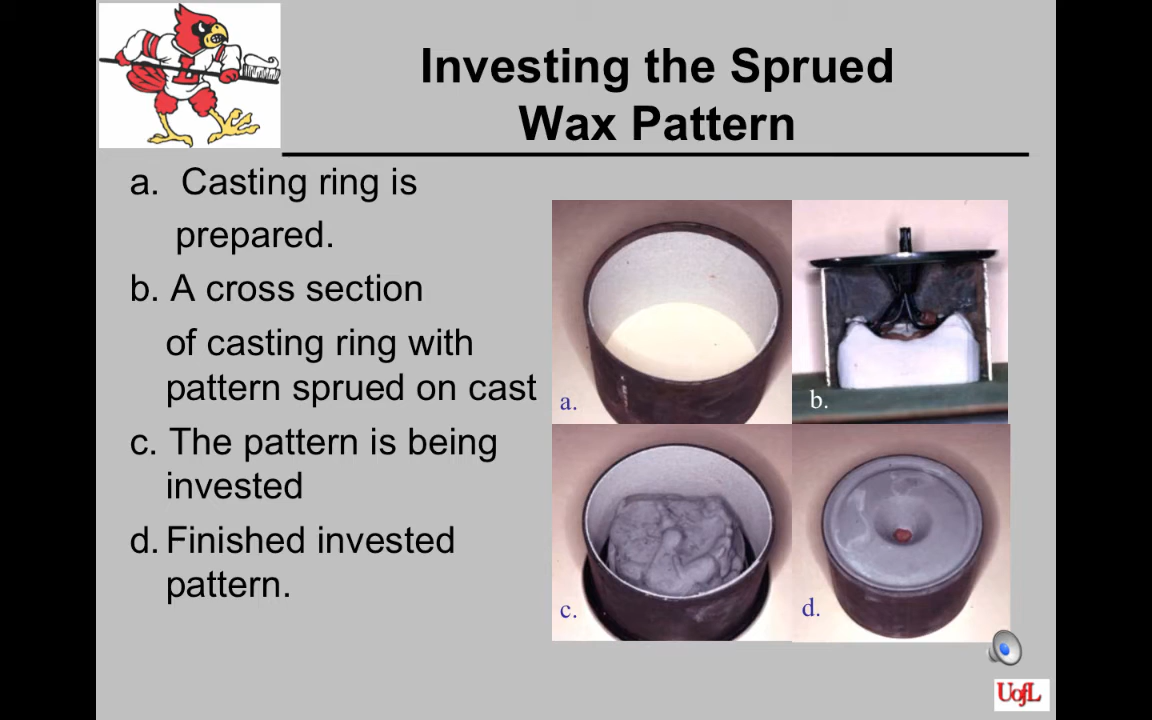 Investing the Sprued
Wax Pattern
a. Casting ring is
prepared.
b. A cross section
of casting ring with
pattern sprued on cast
c. The pattern is being
invested
d. Finished invested
pattern.
a.
b.
c.
d.
L
UofL